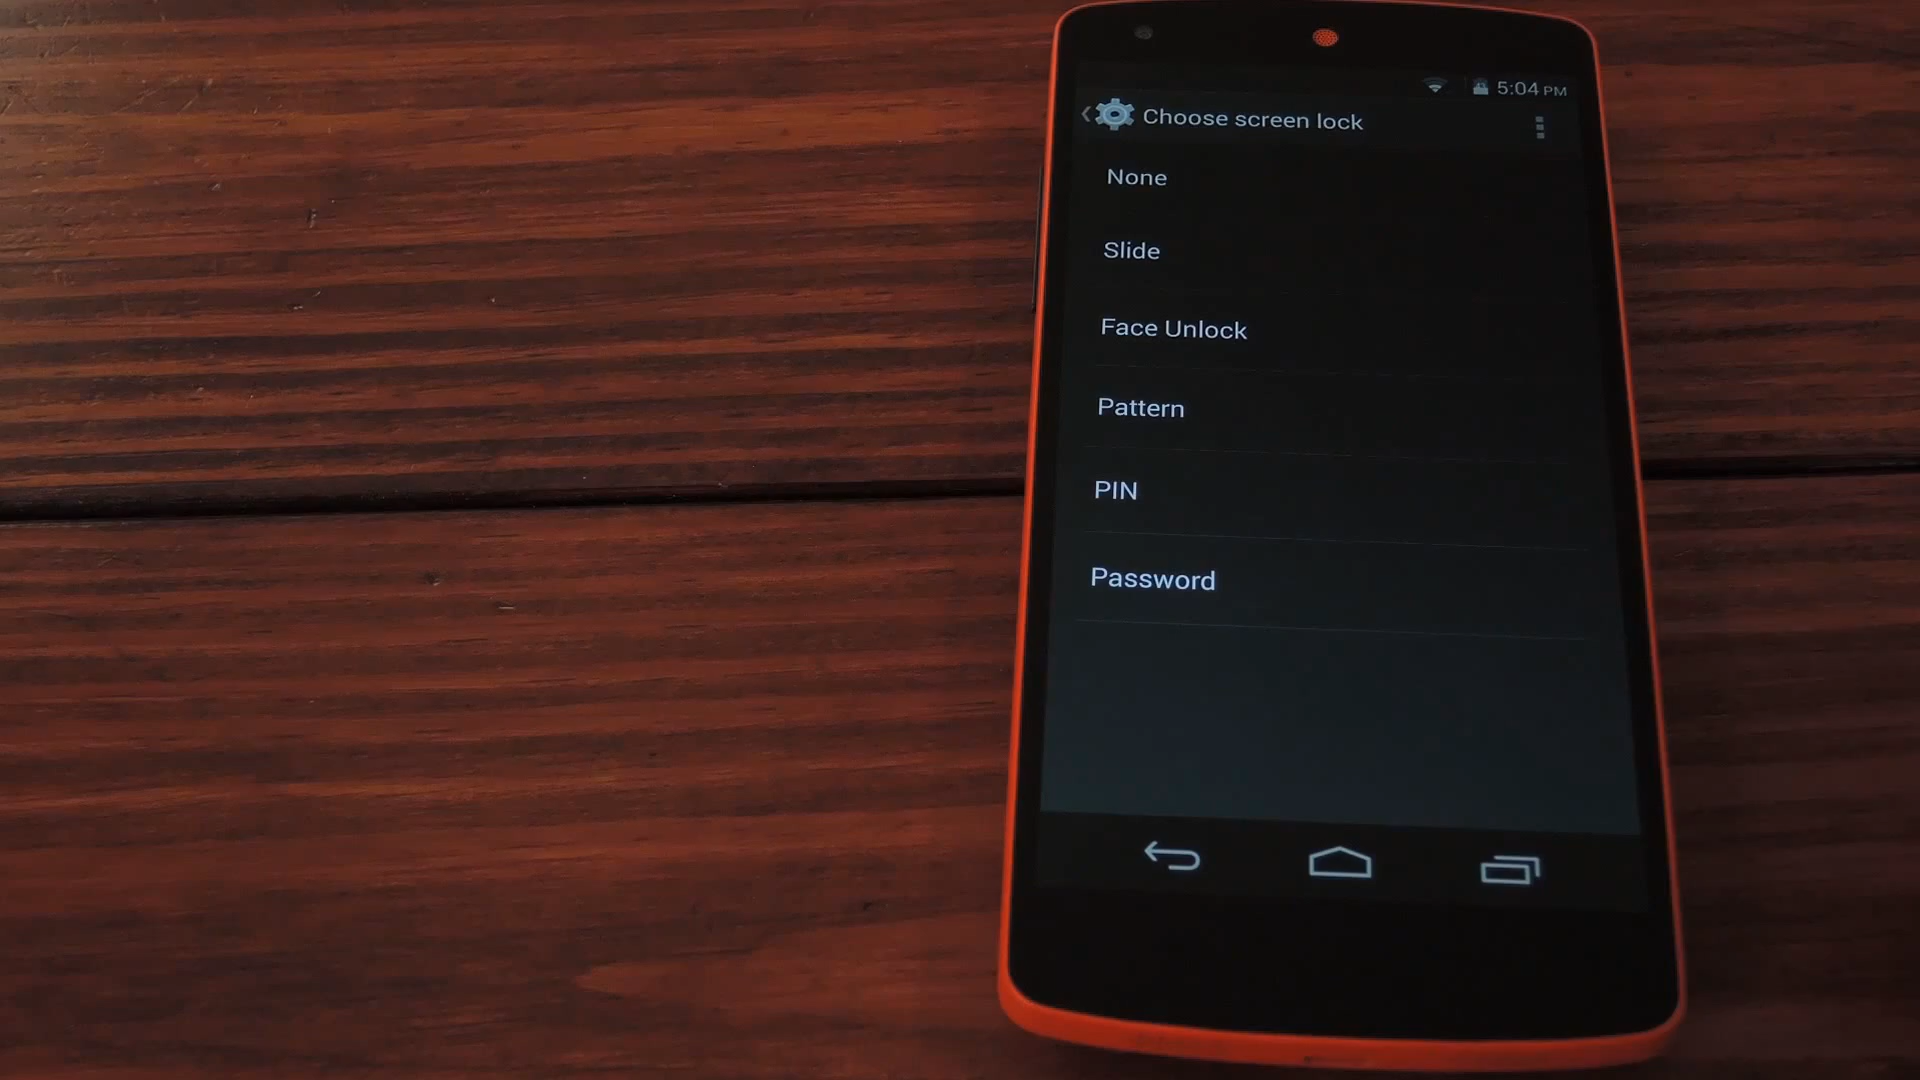 5:04 PM
Choose screen lock
None
Slide
Face Unlock
Pattern
PIN
Password